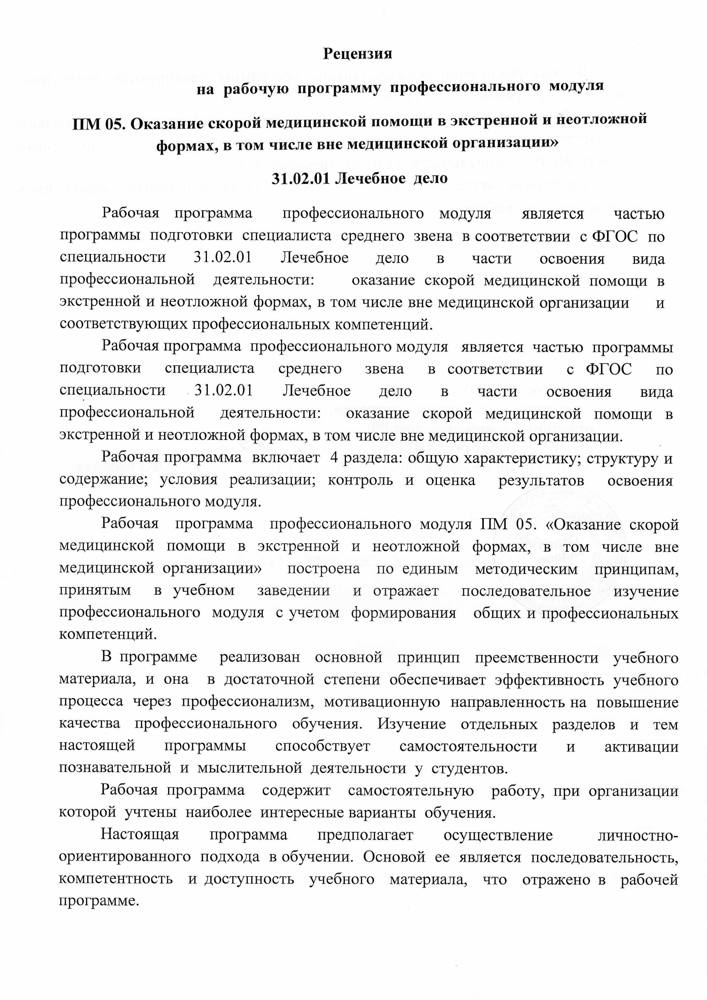 Рецензия
на рабочую программу профессионального модуля
ПМ 05. Оказание скорой медицинской помощи в экстренной и неотложной
формах, в том числе вне медицинской организации»
31.02.01 Лечебное дело
Рабочая программа профессионального модуля является частью
программы подготовки специалиста среднего звена в соответствии с ФГОС по
специальности 31.02.01 Лечебное дело в части освоения вида
профессиональной деятельности: оказание скорой медицинской помощи в
экстренной и неотложной формах, в том числе вне медицинской организации и
соответствующих профессиональных компетенций.
Рабочая программа профессионального модуля является частью программы
подготовки специалиста среднего звена в соответствии с ФГОС по
специальности 31.02.01 Лечебное дело в части освоения вида
профессиональной деятельности: оказание скорой медицинской помощи в
экстренной и неотложной формах, в том числе вне медицинской организации.
Рабочая программа включает 4 раздела: общую характеристику; структуру и
содержание; условия реализации; контроль и оценка результатов освоения
профессионального модуля.
Рабочая программа профессионального модуля ПМ 05. «Оказание скорой
медицинской помощи в экстренной и неотложной формах, в том числе вне
медицинской организации» построена по единым методическим принципам,
принятым в учебном заведении и отражает последовательное изучение
профессионального модуля с учетом формирования общих и профессиональных
компетенций.
В программе реализован основной принцип преемственности учебного
материала, и она в достаточной степени обеспечивает эффективность учебного
процесса через профессионализм, мотивационную направленность на повышение
качества профессионального обучения. Изучение отдельных разделов и тем
настоящей программы способствует самостоятельности и активации
познавательной и мыслительной деятельности у студентов.
Рабочая программа содержит самостоятельную работу, при организации
которой учтены наиболее интересные варианты обучения.
Настоящая программа предполагает осуществление личностно-
ориентированного подхода в обучении. Основой ее является последовательность,
компетентность и доступность учебного материала, что отражено в рабочей
программе.